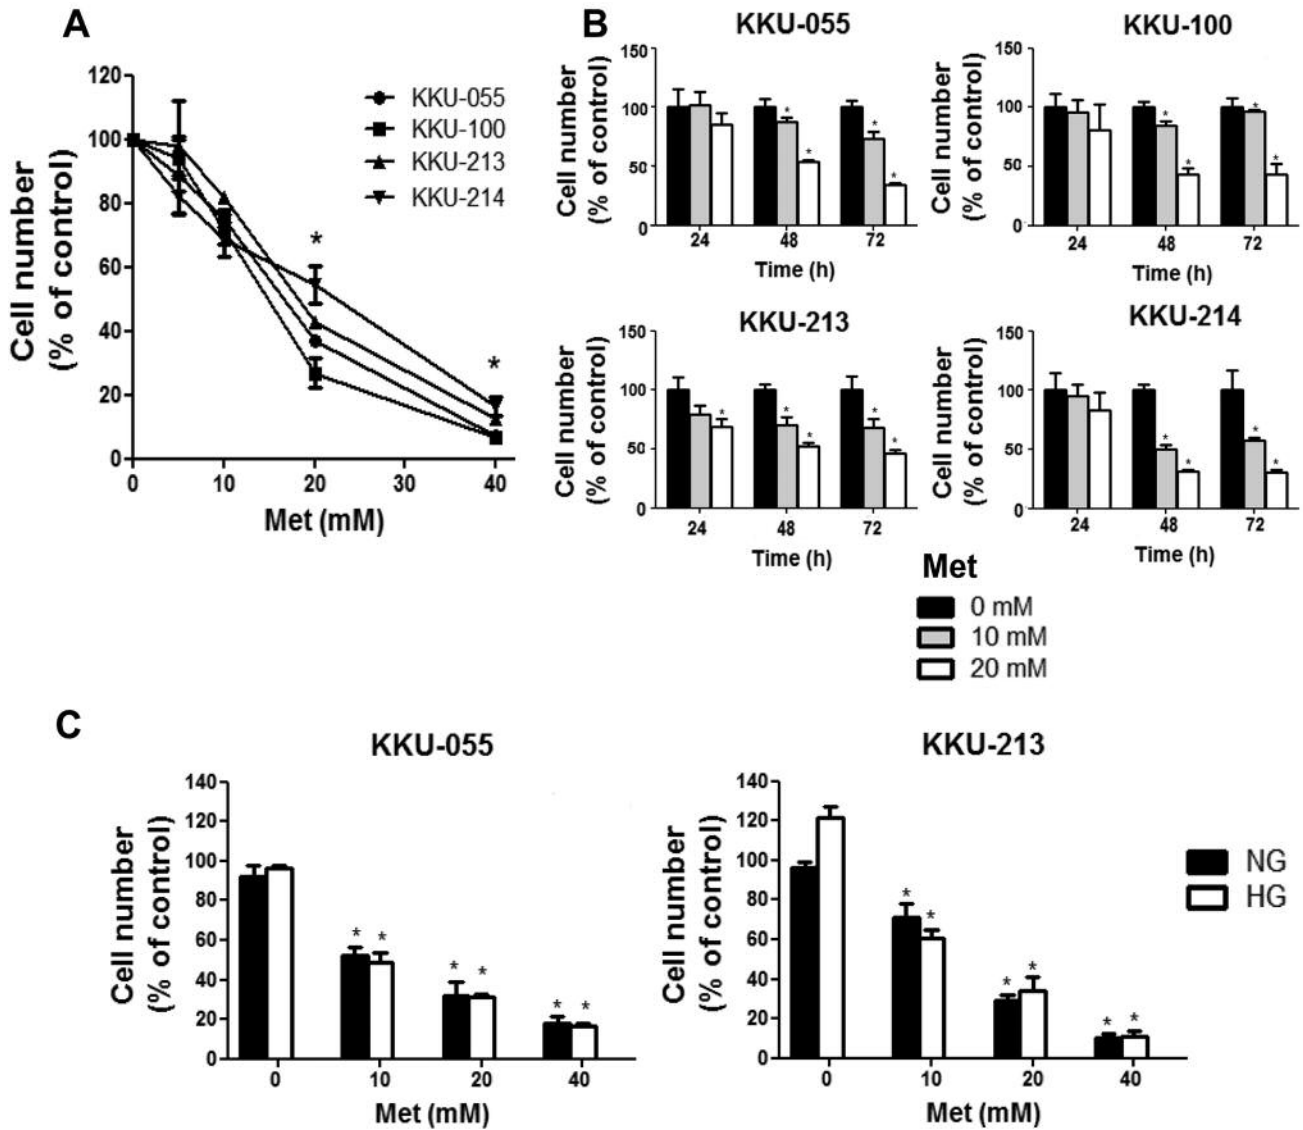 A
Cell number
(% of control)
120
100
80
60
40
20
0
0
10
20
30
40
Met (mM)
KKU-055
KKU-100
KKU-213
KKU-214
*
*
B
KKU-055
Cell number
(% of control)
150
100
50
0
* * * *
24
48
72
Time (h)
KKU-100
Cell number
(% of control)
150
100
50
0
* * * *
24
48
72
Time (h)
KKU-213
Cell number
(% of control)
150
100
50
0
* * * * *
24
48
72
Time (h)
KKU-214
Cell number
(% of control)
150
100
50
0
* * * *
24
48
72
Time (h)
Met
0 mM
10 mM
20 mM
C
KKU-055
Cell number
(% of control)
140
120
100
80
60
40
20
0
* * * * * *
0
10
20
40
Met (mM)
KKU-213
Cell number
(% of control)
140
120
100
80
60
40
20
0
* * * * * *
0
10
20
40
Met (mM)
NG
HG